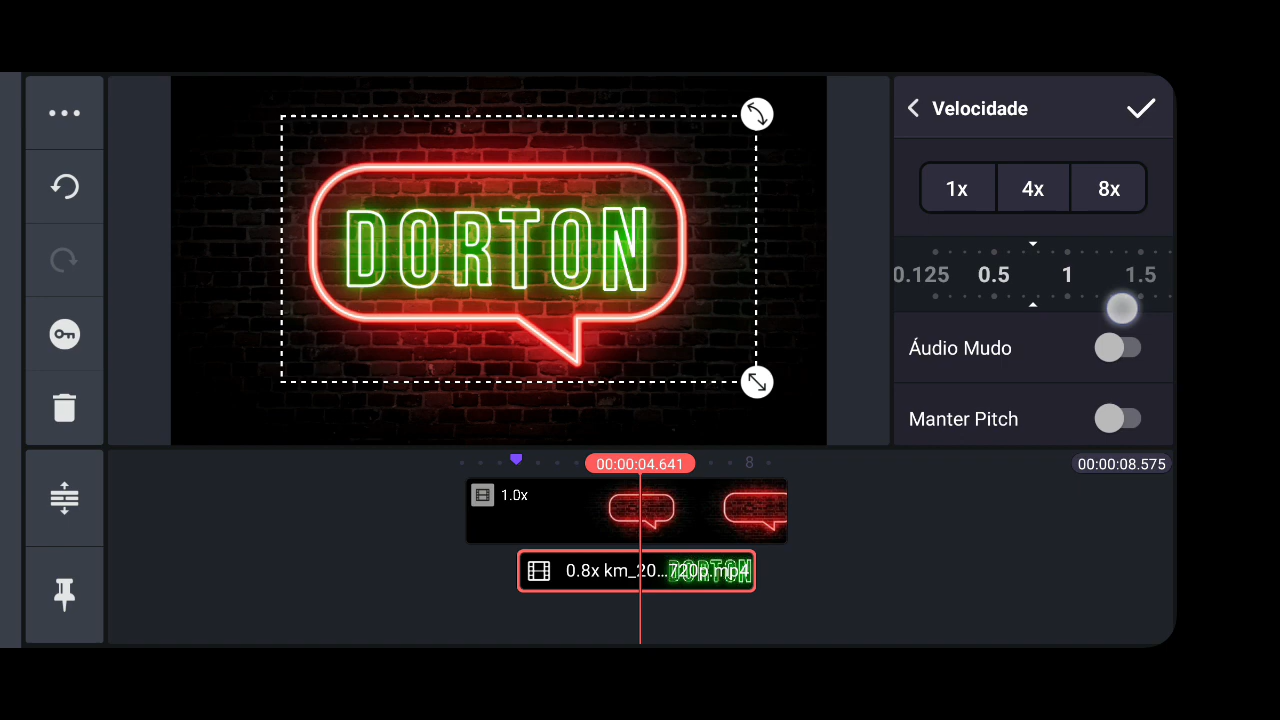 Velocidade
1x 4x 8x
DORTON
0.125 0.5 1 1.5
Áudio Mudo
Manter Pitch
00:00:04.641 8 00:00:08.575
1.0x
0.8x km_20...720p.mp4
DORTON